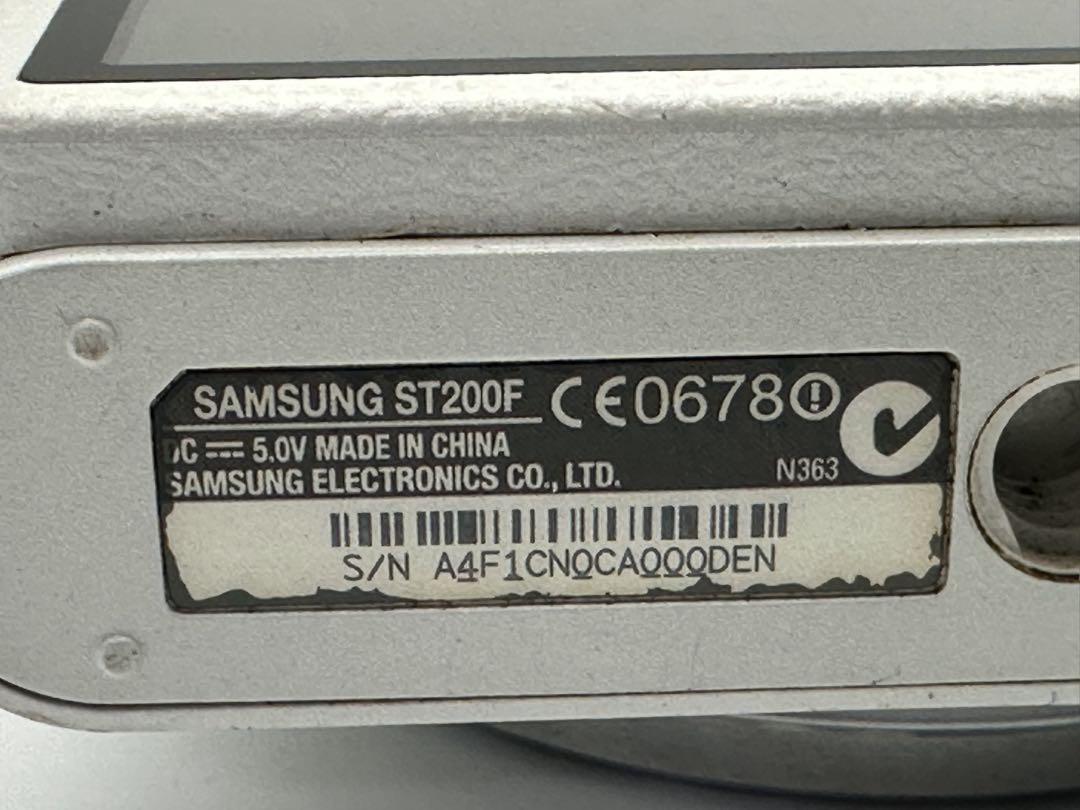 SAMSUNG ST200F CE0678
DC 5.0V MADE IN CHINA
SAMSUNG ELECTRONICS CO., LTD.
N363
S/N A4F1CN0CA000DEN